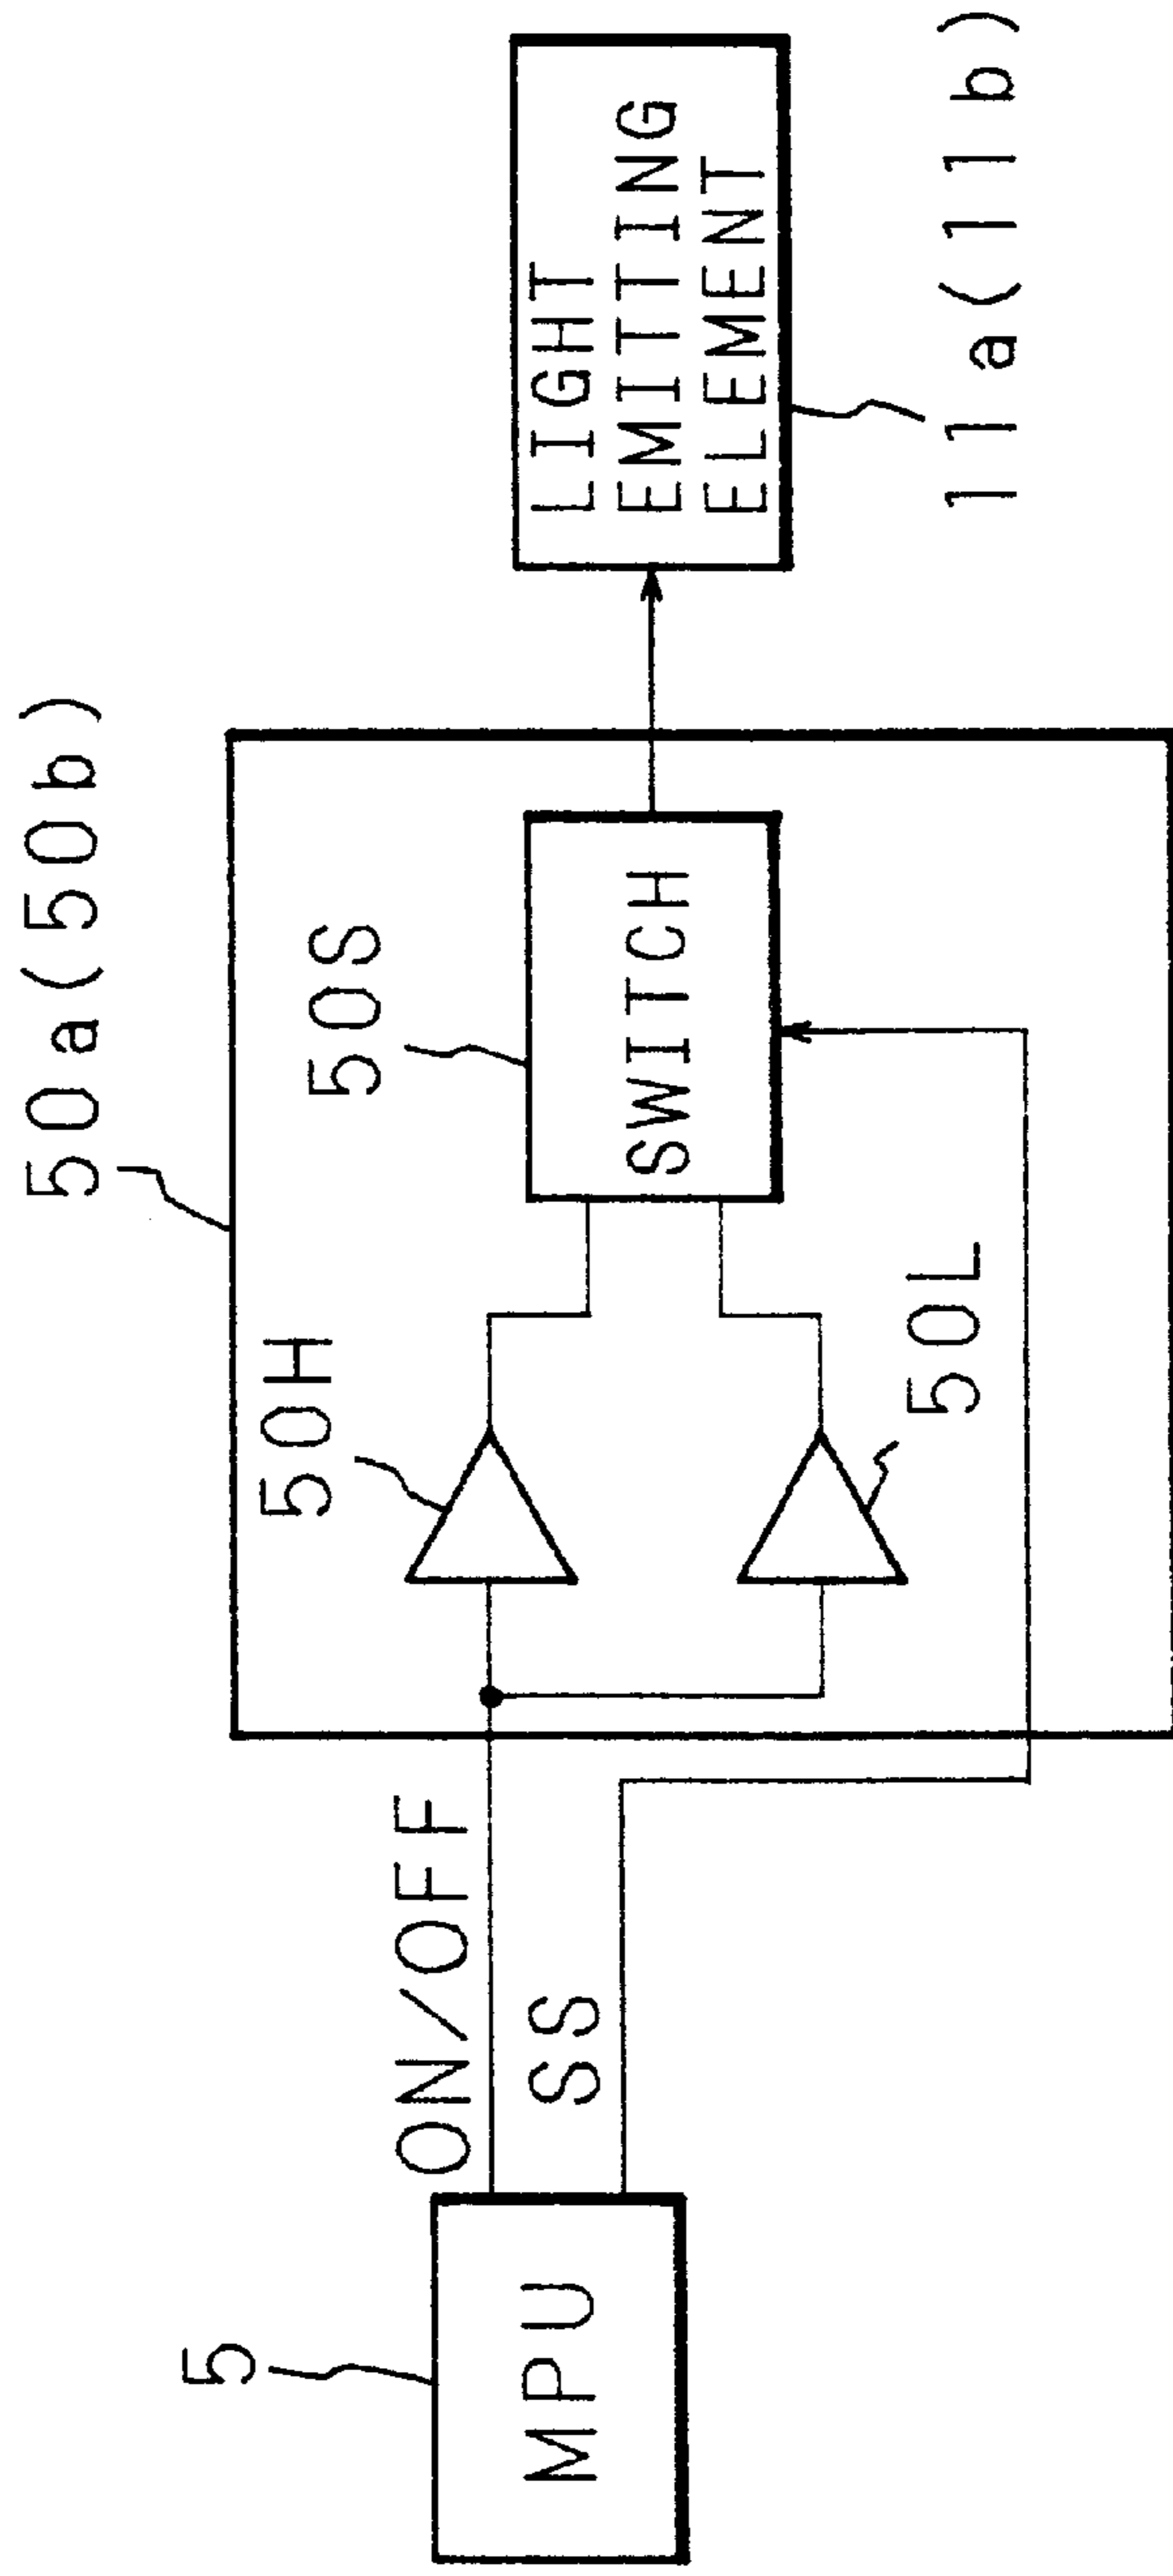 50a(50b)
50S
50H
50L
5
MPU
ON/OFF
SS
SWITCH
LIGHT
EMITTING
ELEMENT
11a(11b)